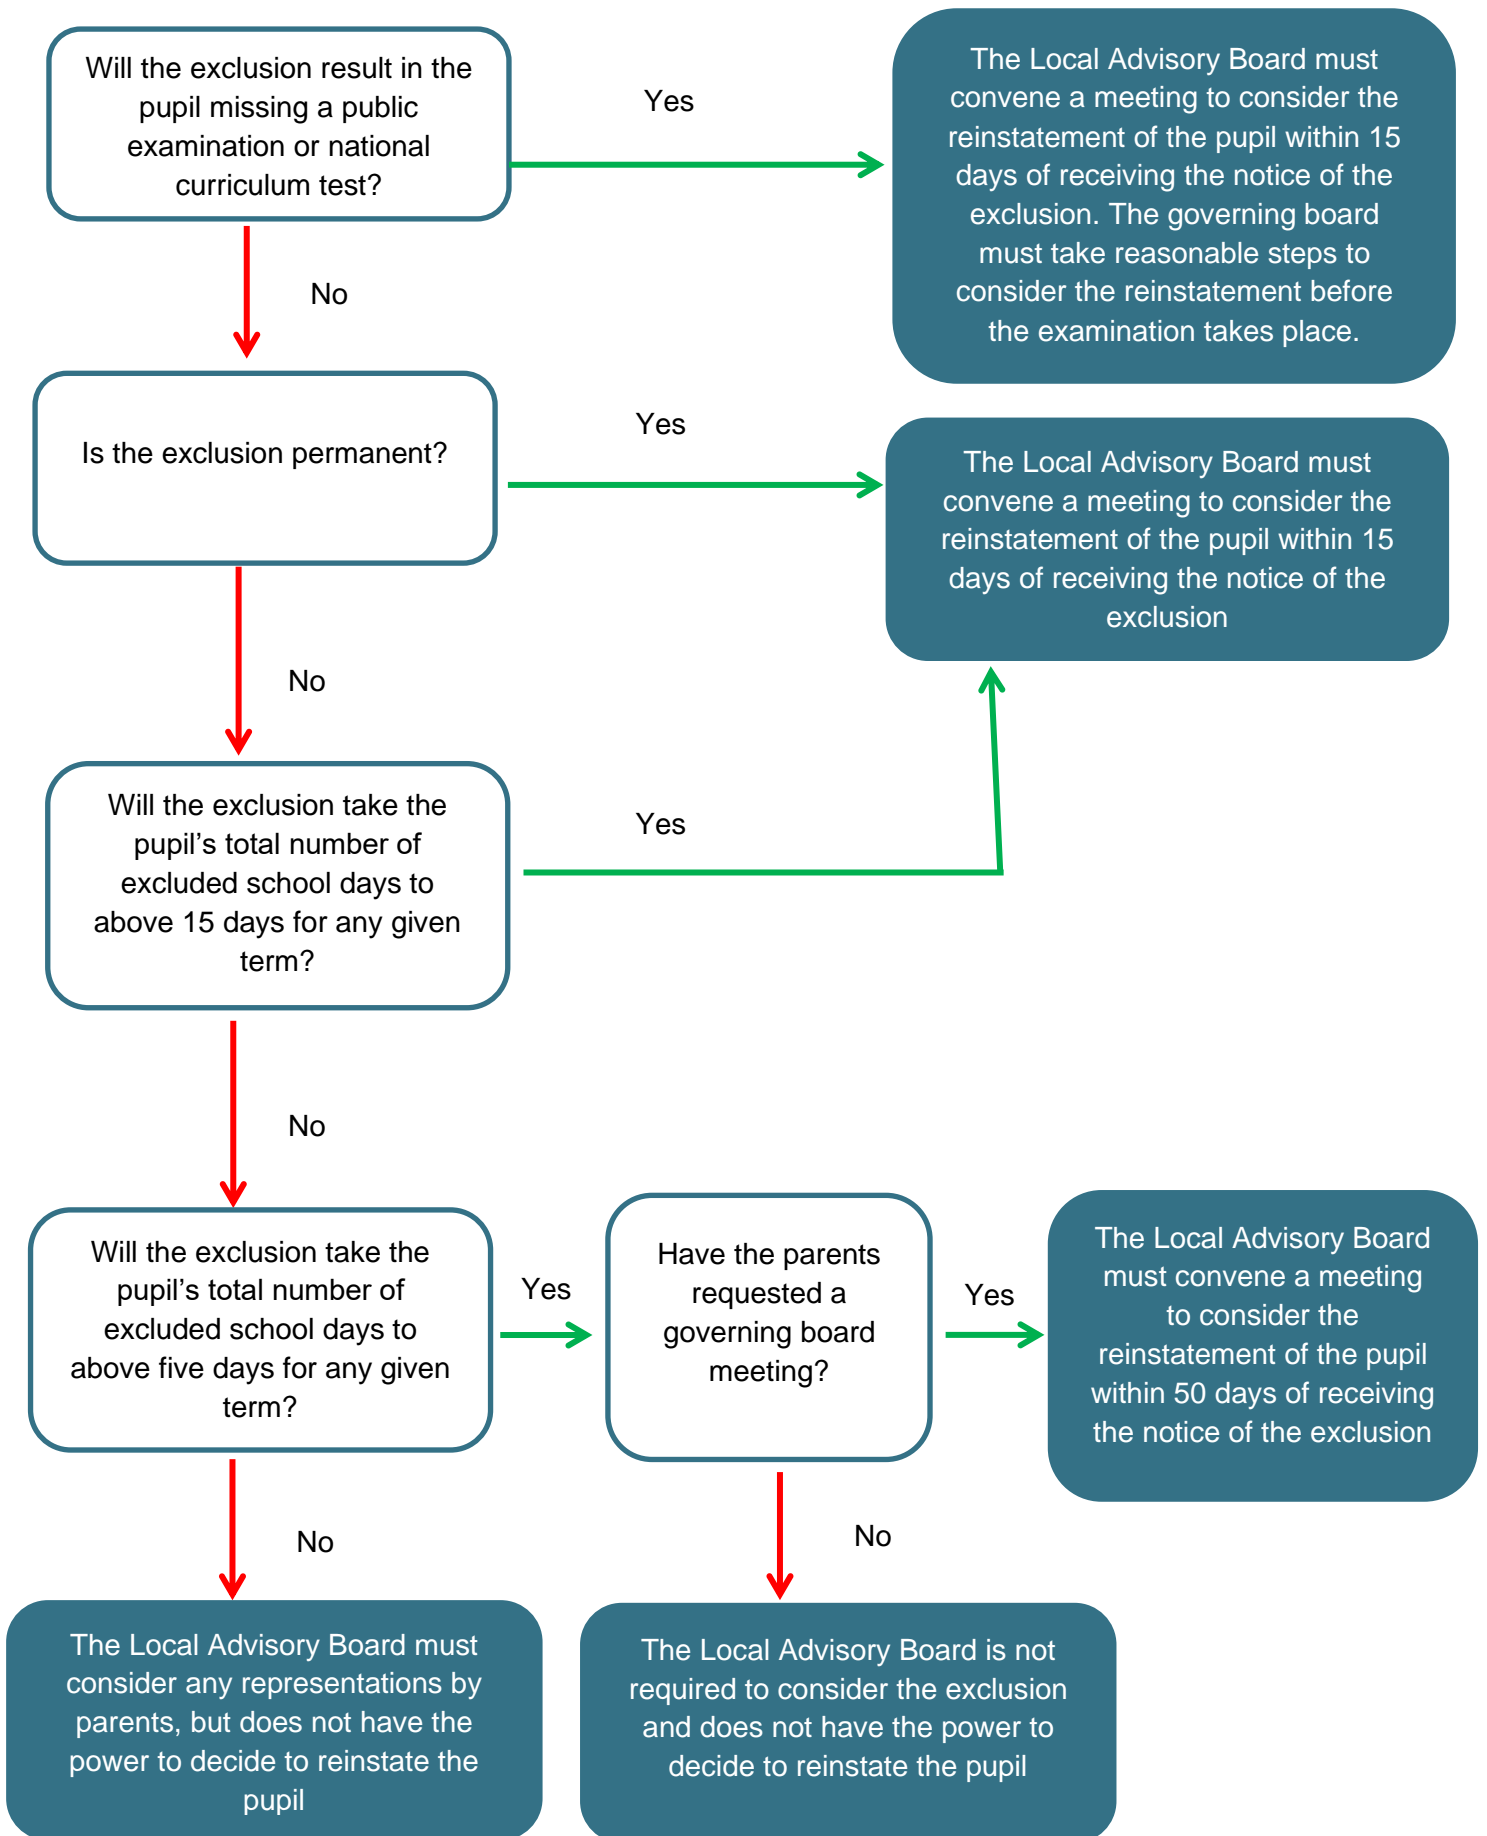 Will the exclusion result in the
pupil missing a public
examination or national
curriculum test?
Yes
The Local Advisory Board must
convene a meeting to consider the
reinstatement of the pupil within 15
days of receiving the notice of the
exclusion. The governing board
must take reasonable steps to
consider the reinstatement before
the examination takes place.
No
Is the exclusion permanent?
Yes
The Local Advisory Board must
convene a meeting to consider the
reinstatement of the pupil within 15
days of receiving the notice of the
exclusion
No
Will the exclusion take the
pupil’s total number of
excluded school days to
above 15 days for any given
term?
Yes
No
Will the exclusion take the
pupil’s total number of
excluded school days to
above five days for any given
term?
Yes
Have the parents
requested a
governing board
meeting?
Yes
The Local Advisory Board
must convene a meeting
to consider the
reinstatement of the pupil
within 50 days of receiving
the notice of the exclusion
No
No
The Local Advisory Board must
consider any representations by
parents, but does not have the
power to decide to reinstate the
pupil
The Local Advisory Board is not
required to consider the exclusion
and does not have the power to
decide to reinstate the pupil